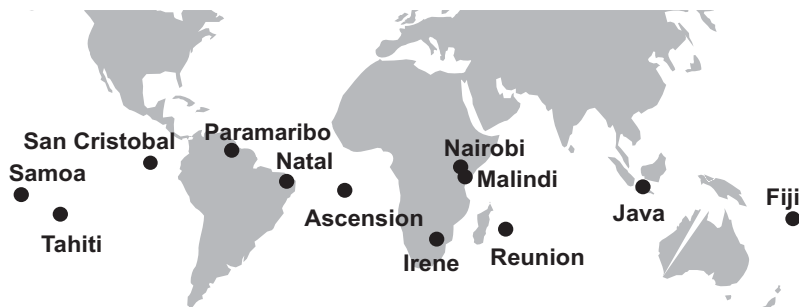 Paramaribo
San Cristobal
Nairobi
Natal
Samoa
Malindi
Fiji
Java
Ascension
Tahiti
Reunion
Irene